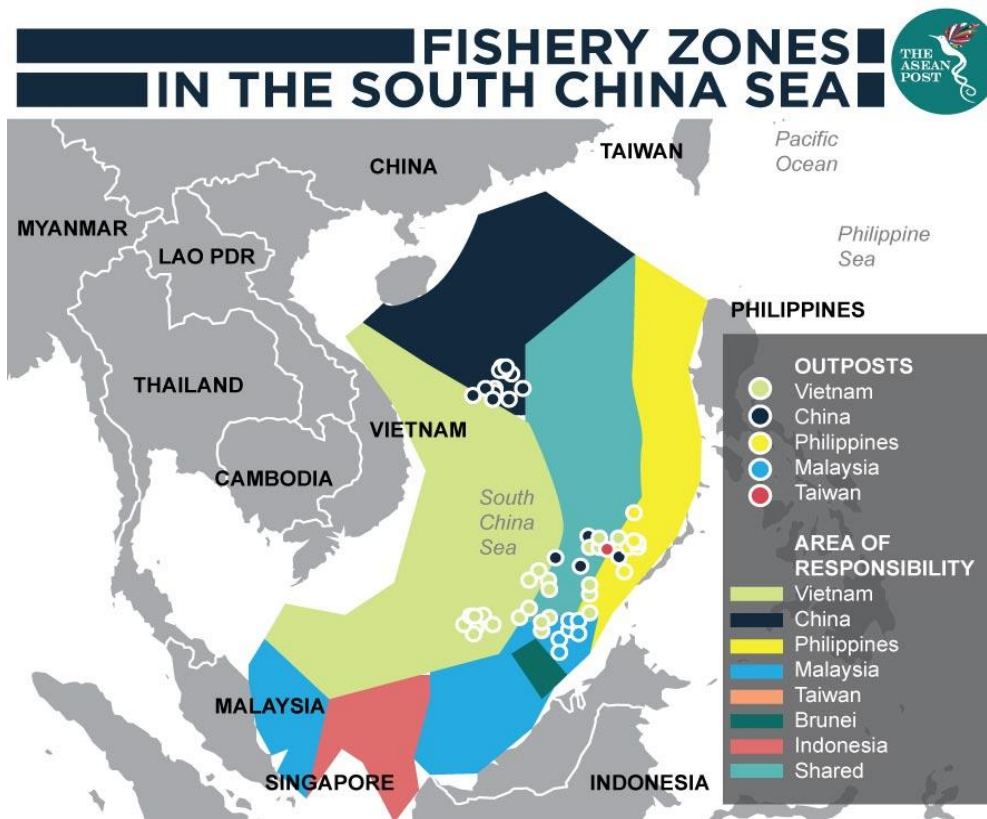 FISHERY ZONES
IN THE SOUTH CHINA SEA
THE
ASEAN
POST
TAIWAN
Pacific
Ocean
CHINA
MYANMAR
LAO PDR
Philippine
Sea
PHILIPPINES
THAILAND
VIETNAM
CAMBODIA
South
China
Sea
MALAYSIA
SINGAPORE
INDONESIA
OUTPOSTS
Vietnam
China
Philippines
Malaysia
Taiwan
AREA OF
RESPONSIBILITY
Vietnam
China
Philippines
Malaysia
Taiwan
Brunei
Indonesia
Shared